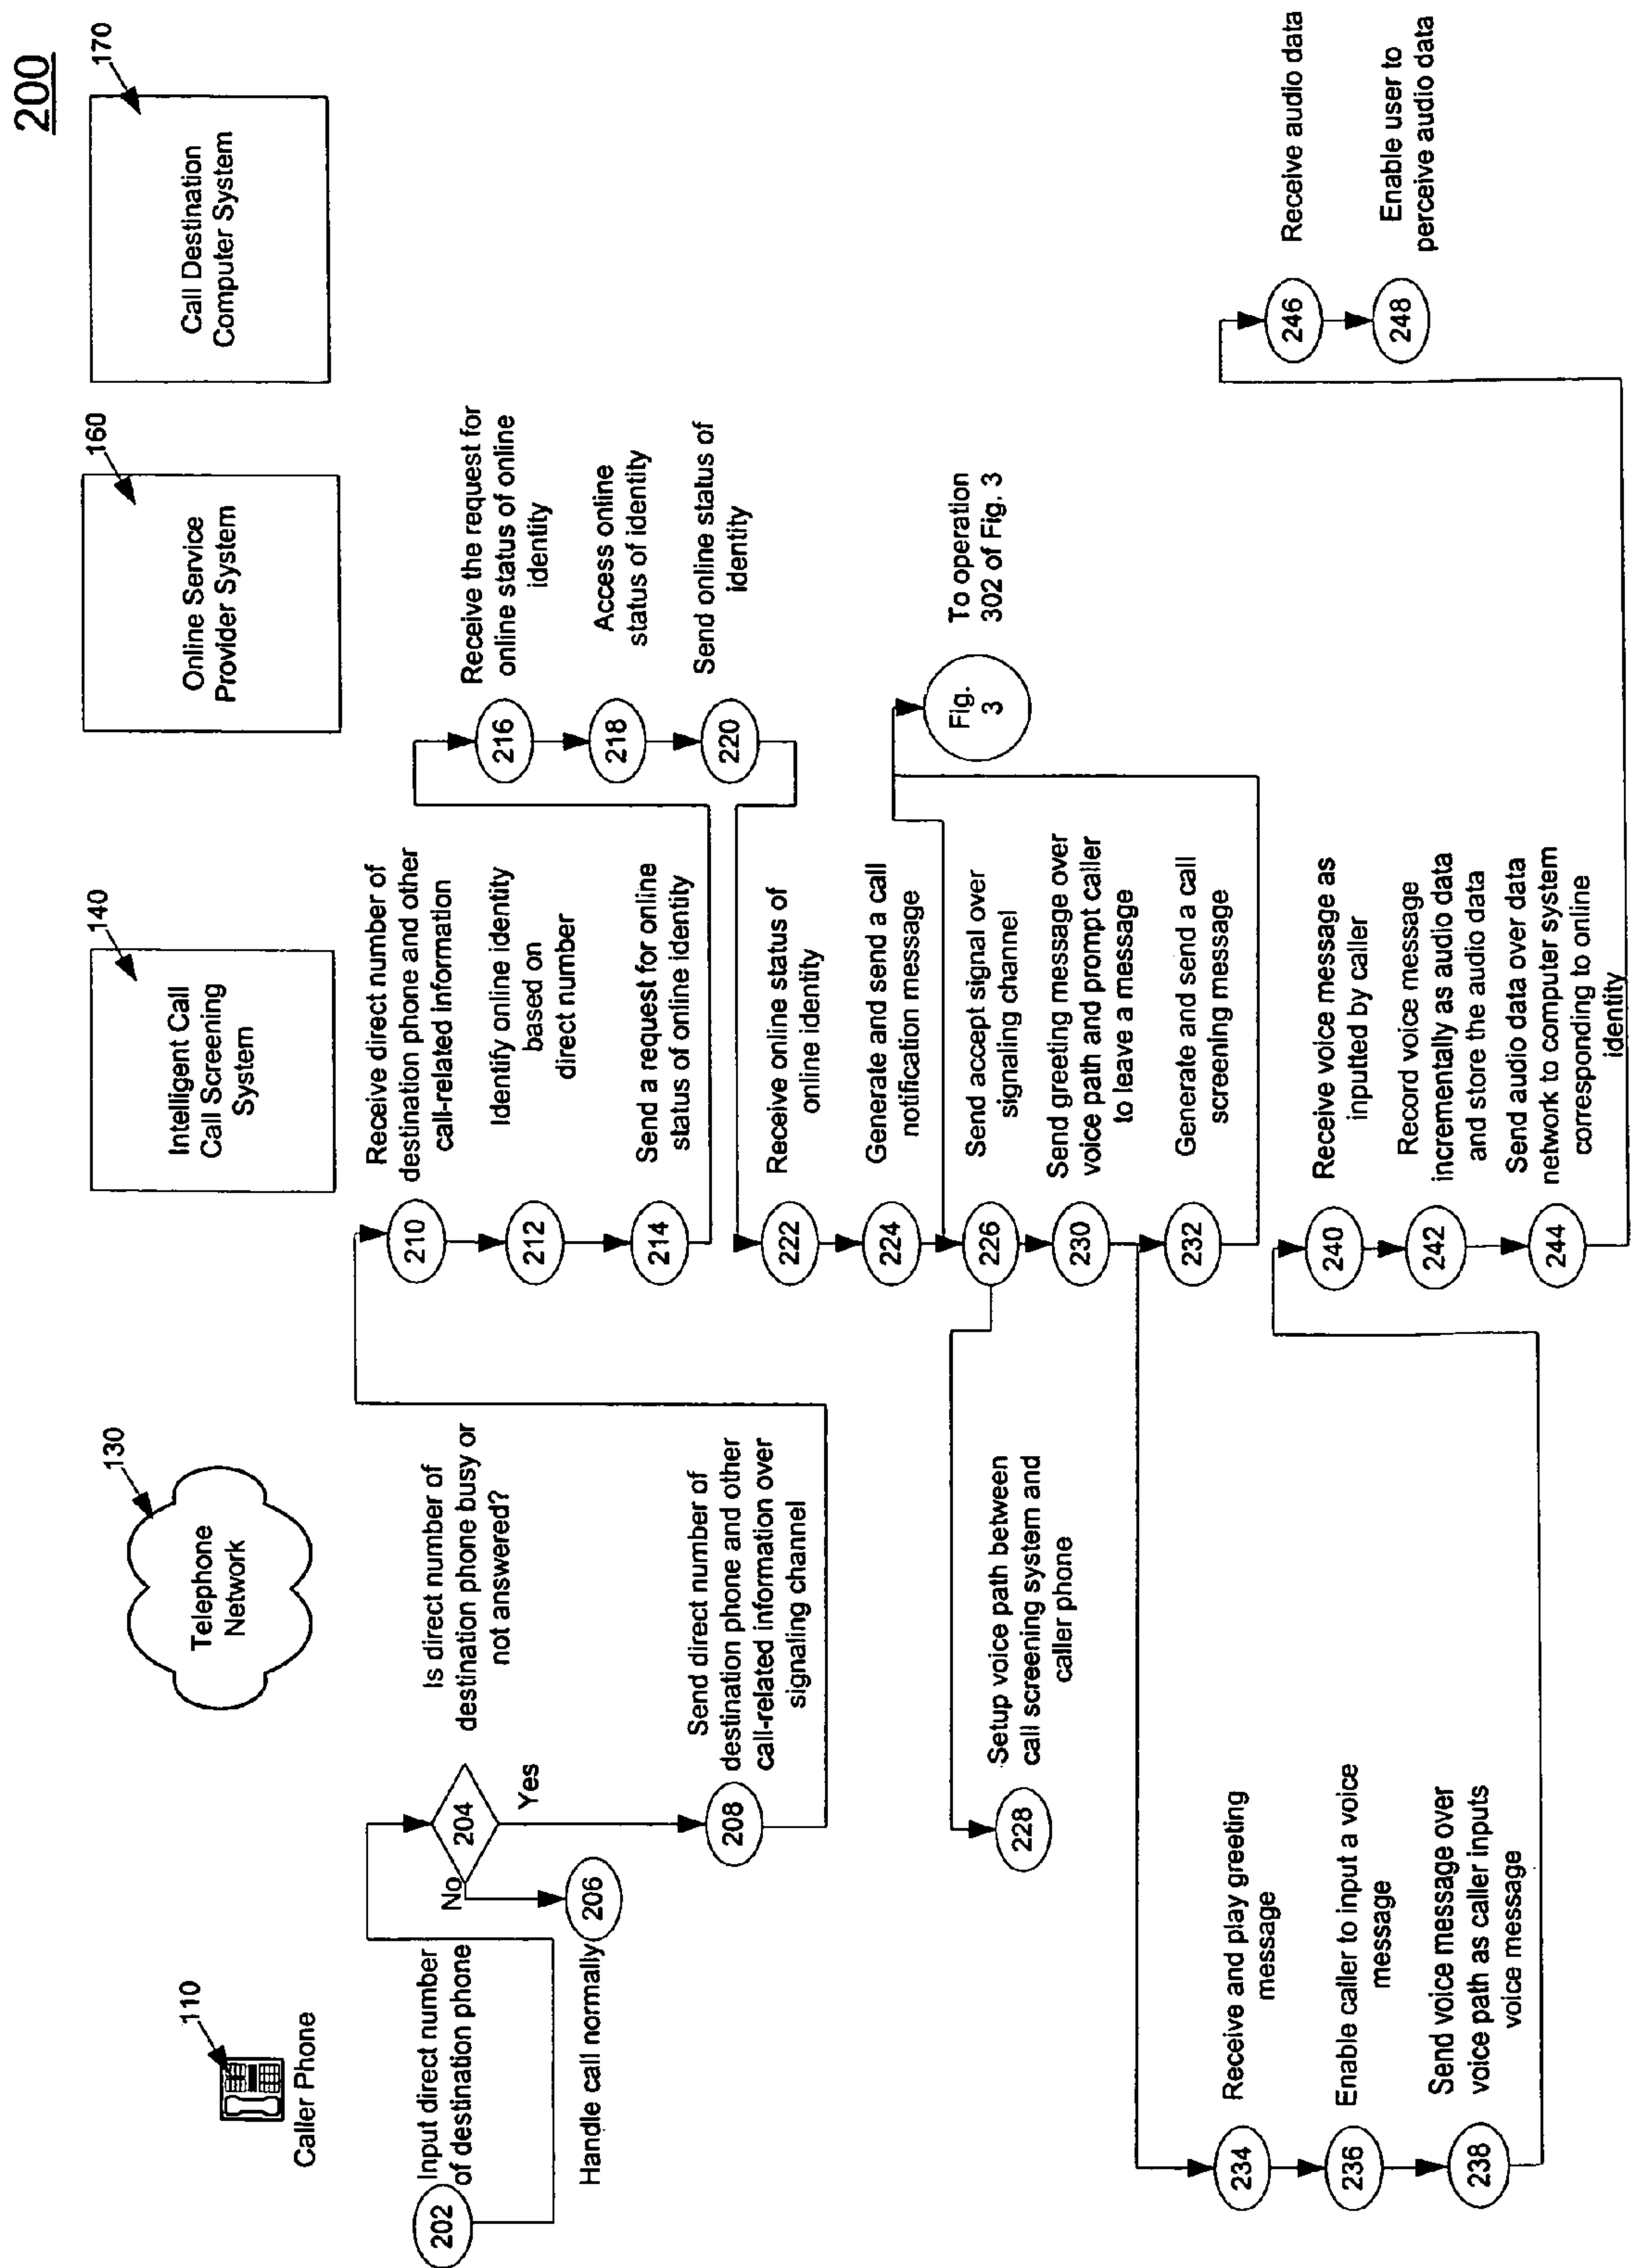 200
110
Caller Phone
130
Telephone
Network
140
Intelligent Call
Call Screening
System
160
Online Service
Provider System
170
Call Destination
Computer System
202
Input direct number
of destination phone
204
Is direct number of
destination phone busy or
not answered?
No
Yes
206
Handle call normally
208
Send direct number of
destination phone and other
call-related information over
signaling channel
210
Receive direct number of
destination phone and other
call-related information
212
Identify online identity
based on
direct number
214
Send a request for online
status of online identity
216
Receive the request for
online status of online
identity
218
Access online
status of identity
220
Send online status of
identity
222
Receive online status of
online identity
224
Generate and send a call
notification message
Fig.
3
To operation
302 of Fig. 3
226
Send accept signal over
signaling channel
228
Setup voice path between
call screening system and
caller phone
230
Send greeting message over
voice path and prompt caller
to leave a message
232
Generate and send a call
screening message
234
Receive and play greeting
message
236
Enable caller to input a voice
message
238
Send voice message over
voice path as caller inputs
voice message
240
Receive voice message as
inputted by caller
242
Record voice message
incrementally as audio data
and store the audio data
244
Send audio data over data
network to computer system
corresponding to online
identity
246
Receive audio data
248
Enable user to
perceive audio data